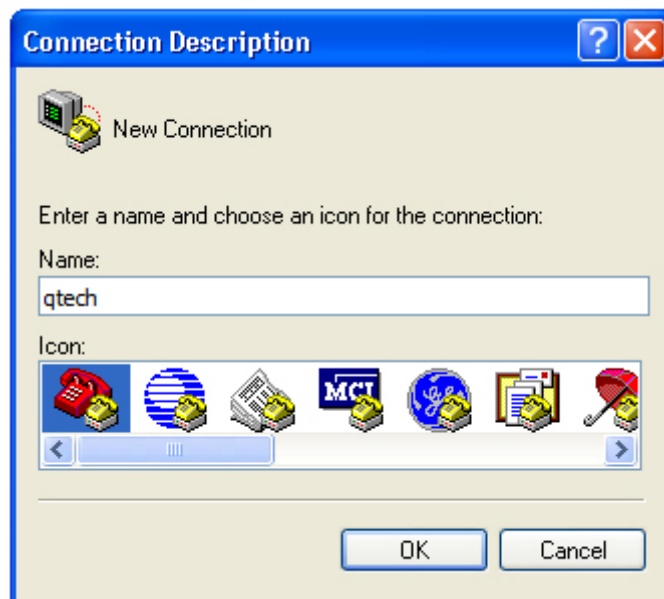 Connection Description
New Connection
Enter a name and choose an icon for the connection:
Name:
qtech
Icon:
MCI
OK Cancel